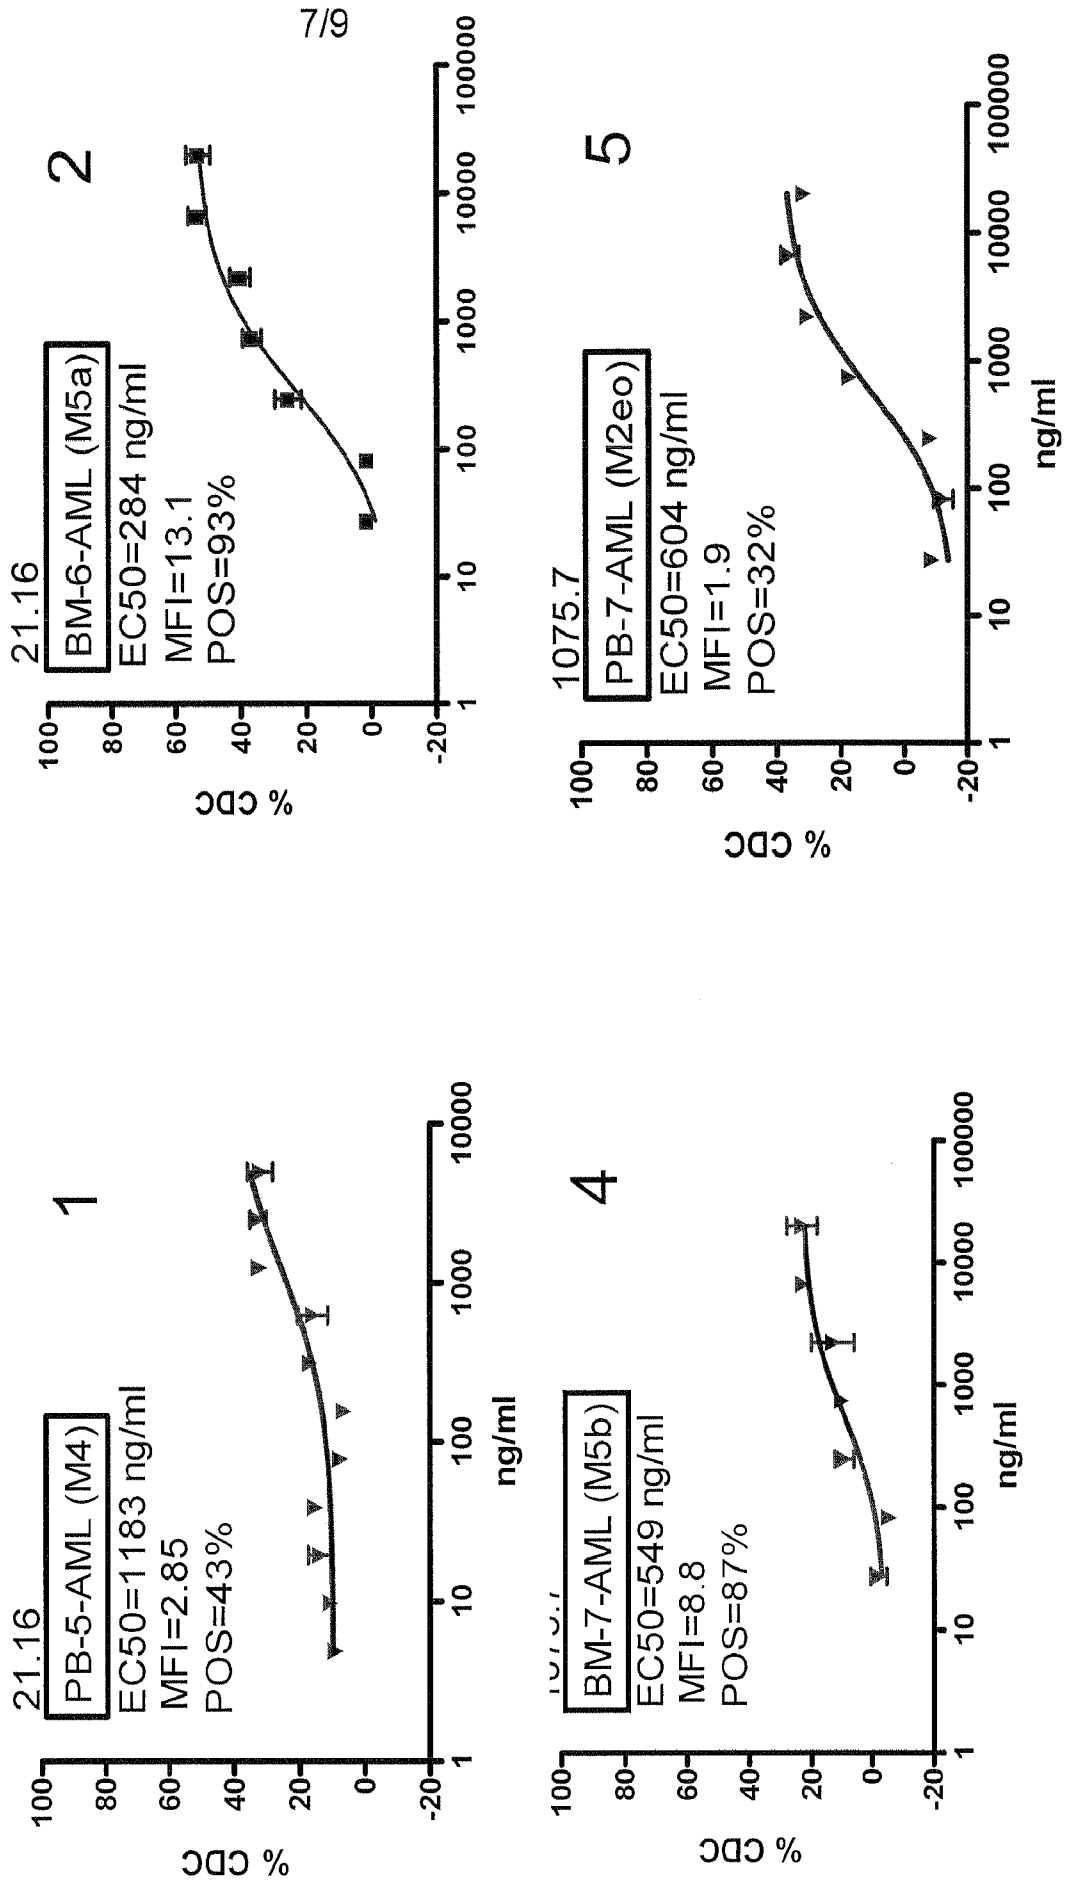 7/9
21.16
PB-5-AML (M4)
EC50=1183 ng/ml
MFI=2.85
POS=43%
1
100
80
60
40
20
0
-20
% CDC
1
10
100
1000
10000
ng/ml
21.16
BM-6-AML (M5a)
EC50=284 ng/ml
MFI=13.1
POS=93%
2
100
80
60
40
20
0
-20
% CDC
1
10
100
1000
10000
100000
BM-7-AML (M5b)
EC50=549 ng/ml
MFI=8.8
POS=87%
4
100
80
60
40
20
0
-20
% CDC
1
10
100
1000
10000
100000
ng/ml
1075.7
PB-7-AML (M2eo)
EC50=604 ng/ml
MFI=1.9
POS=32%
5
100
80
60
40
20
0
-20
% CDC
1
10
100
1000
10000
100000
ng/ml